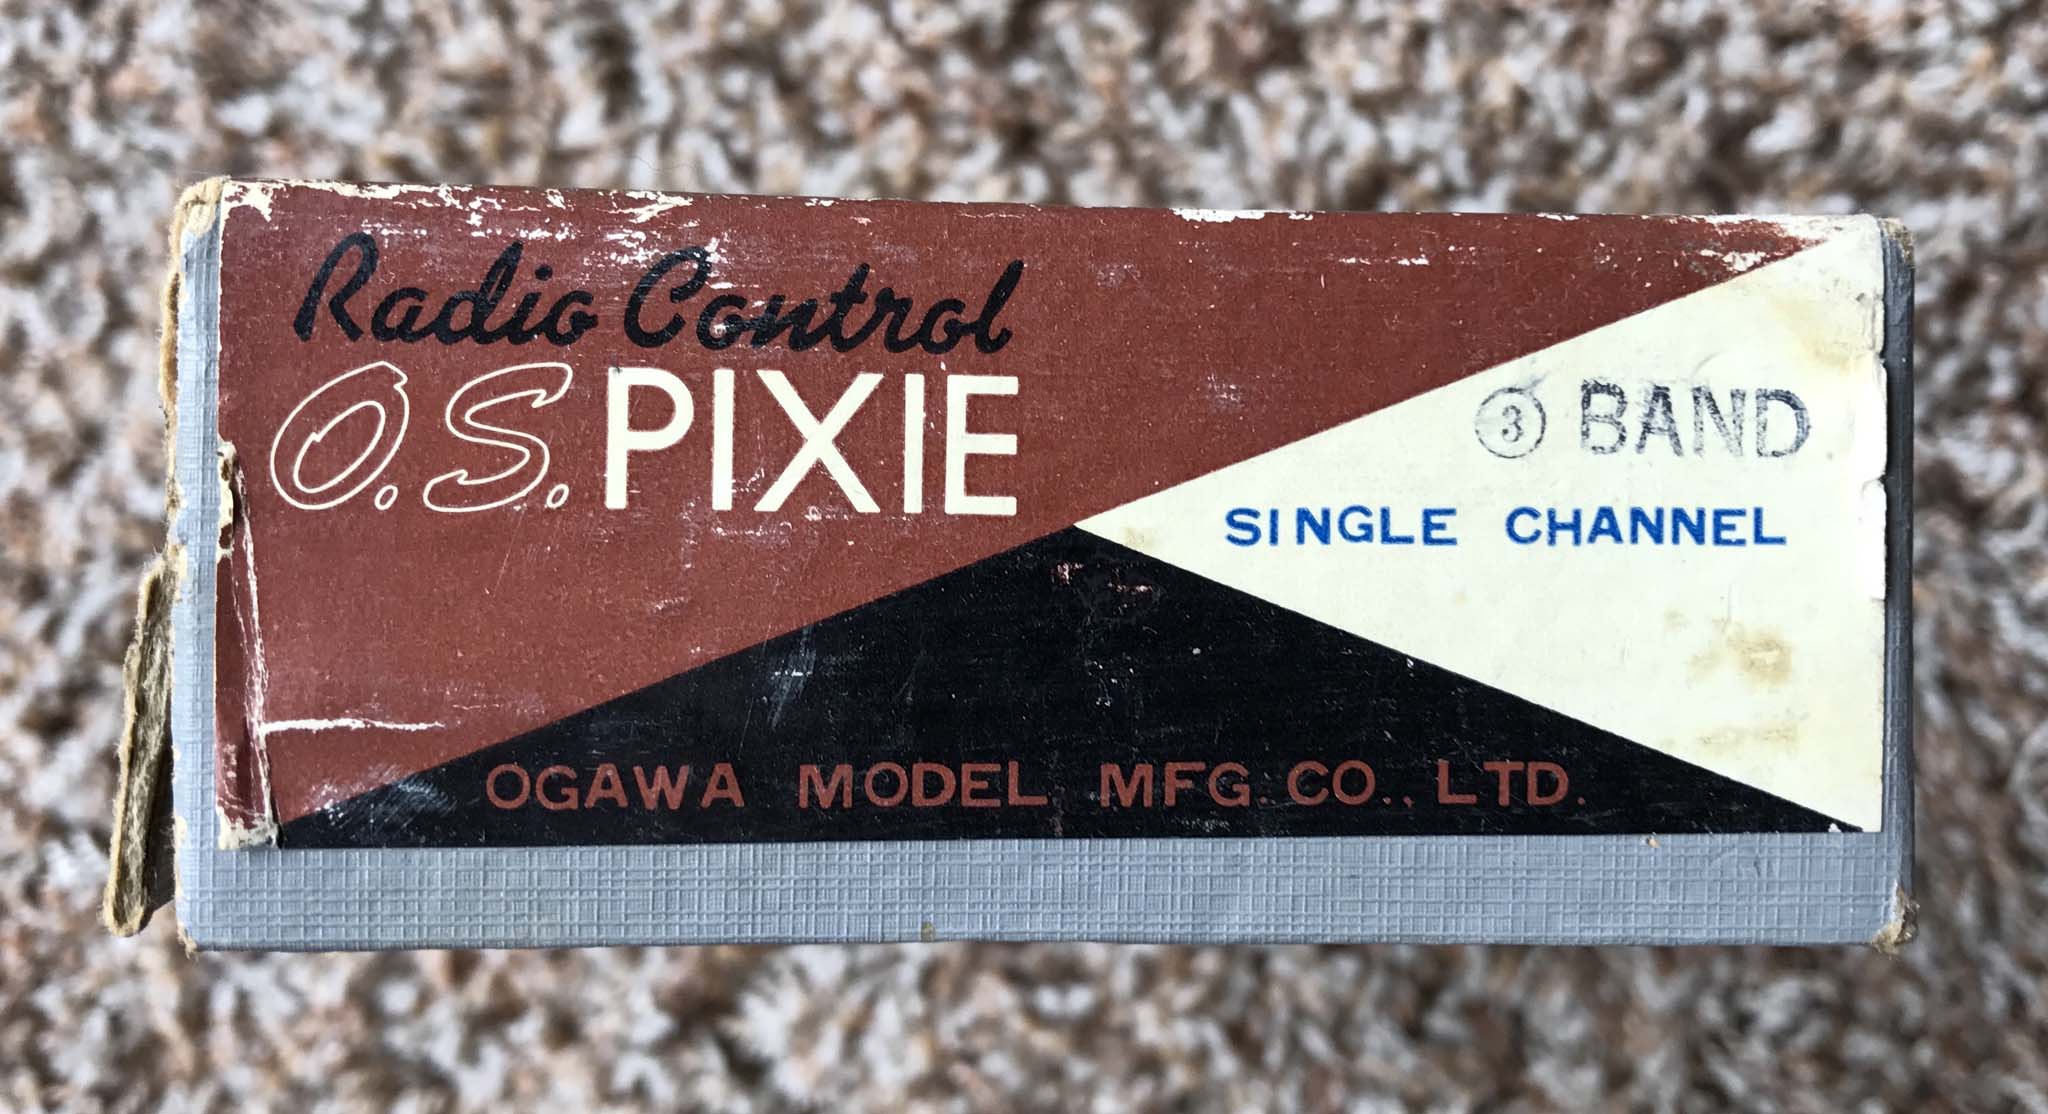 Radio Control
O.S. PIXIE
③ BAND
SINGLE CHANNEL
OGAWA MODEL MFG. CO., LTD.